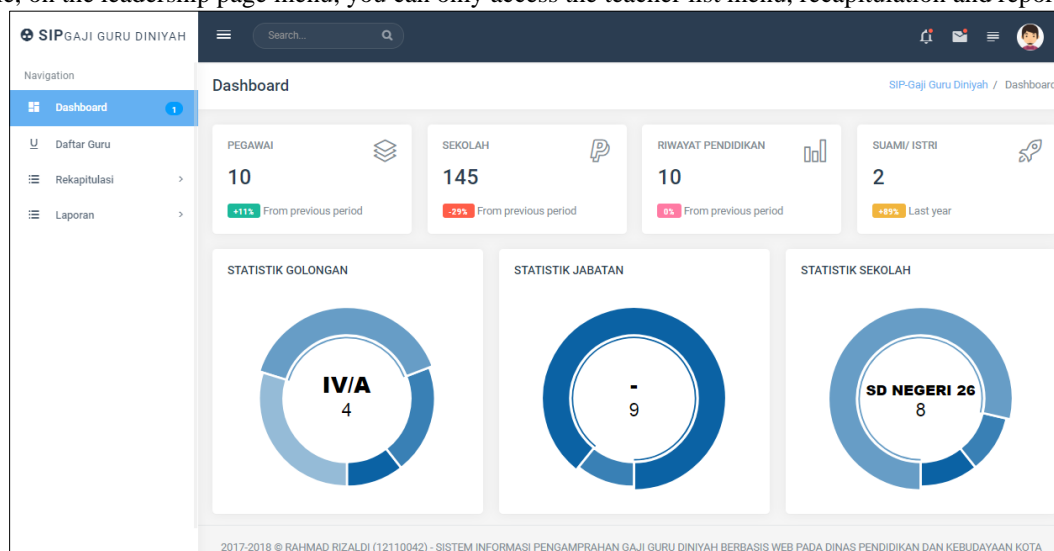 e, on the leadership page menu, you can only access the teacher list menu, recapitulation and repor
SIPGAJI GURU DINIYAH
Search...
Navigation
Dashboard 1
Daftar Guru
Rekapitulasi
Laporan
Dashboard
SIP-Gaji Guru Diniyah / Dashboard
PEGAWAI
10
+11% From previous period
SEKOLAH
145
-29% From previous period
RIWAYAT PENDIDIKAN
10
0% From previous period
SUAMI/ ISTRI
2
+89% Last year
STATISTIK GOLONGAN
IV/A
4
STATISTIK JABATAN
-
9
STATISTIK SEKOLAH
SD NEGERI 26
8
2017-2018 © RAHMAD RIZALDI (12110042) - SISTEM INFORMASI PENGAMPRAHAN GAJI GURU DINIYAH BERBASIS WEB PADA DINAS PENDIDIKAN DAN KEBUDAYAAN KOTA